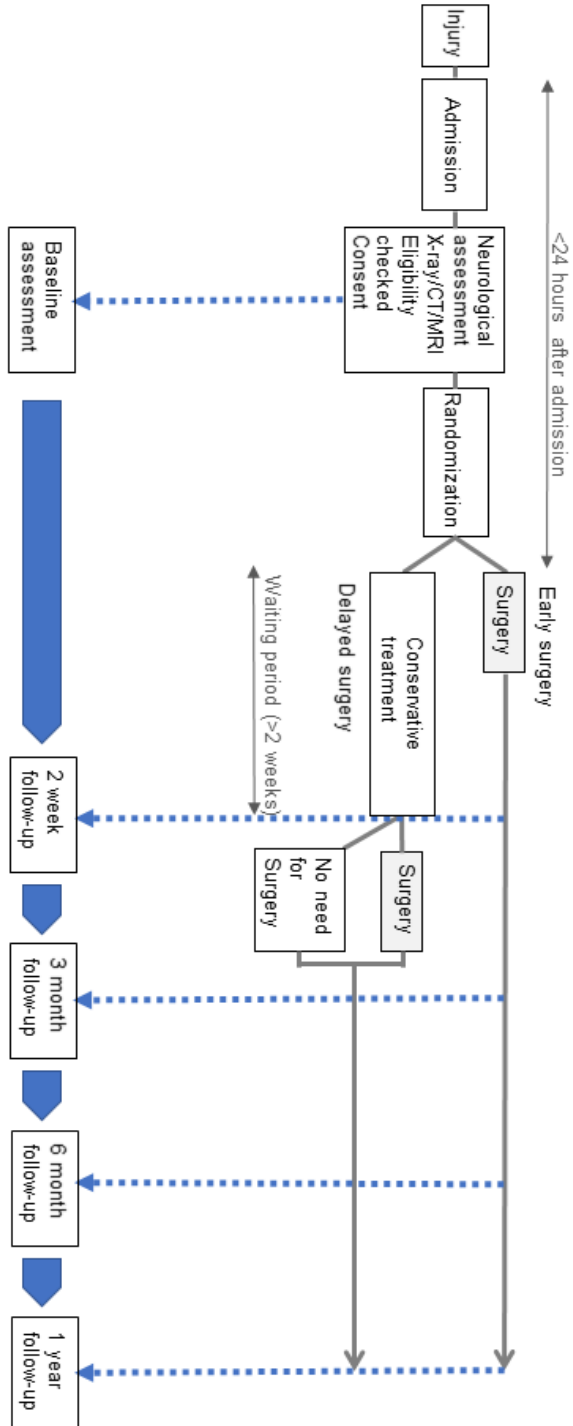 <24 hours after admission
Injury
Admission
Neurological
assessment
X-ray/CT/MRI
Eligibility
checked
Consent
Randomization
Early surgery
Surgery
Conservative
treatment
Delayed surgery
Waiting period (>2 weeks)
Surgery
No need
for
Surgery
Baseline
assessment
2 week
follow-up
3 month
follow-up
6 month
follow-up
1 year
follow-up